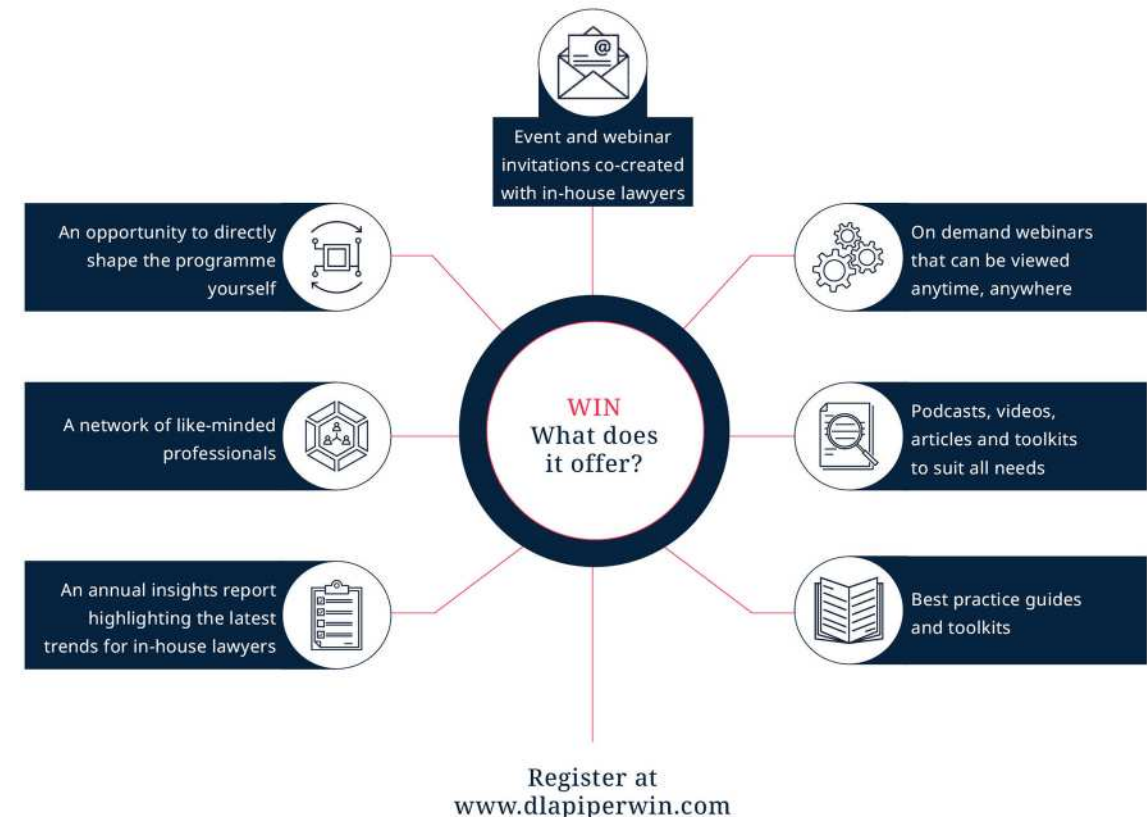 @
Event and webinar
invitations co-created
with in-house lawyers
An opportunity to directly
shape the programme
yourself
On demand webinars
that can be viewed
anytime, anywhere
A network of like-minded
professionals
WIN
What does
it offer?
Podcasts, videos,
articles and toolkits
to suit all needs
An annual insights report
highlighting the latest
trends for in-house lawyers
Best practice guides
and toolkits
Register at
www.dlapiperwin.com